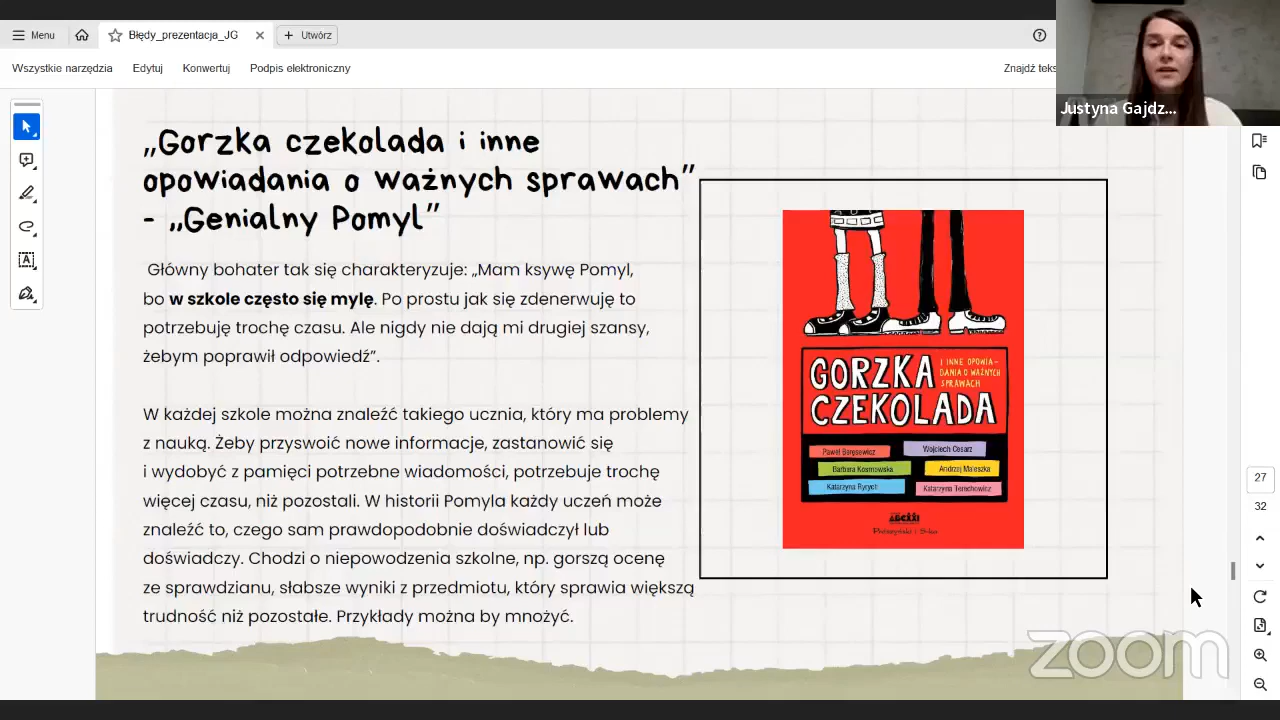 Menu
Błędy_prezentacja_JG
Utwórz
Wszystkie narzędzia
Edytuj
Konwertuj
Podpis elektroniczny
Znajdź teks
Justyna Gajdz...
„Gorzka czekolada i inne
opowiadania o ważnych sprawach”
- „Genialny Pomyl”
Główny bohater tak się charakteryzuje: „Mam ksywę Pomyl,
bo w szkole często się mylę. Po prostu jak się zdenerwuję to
potrzebuję trochę czasu. Ale nigdy nie dają mi drugiej szansy,
żebym poprawił odpowiedź”.
W każdej szkole można znaleźć takiego ucznia, który ma problemy
z nauką. Żeby przyswoić nowe informacje, zastanowić się
i wydobyć z pamięci potrzebne wiadomości, potrzebuje trochę
więcej czasu, niż pozostali. W historii Pomyla każdy uczeń może
znaleźć to, czego sam prawdopodobnie doświadczył lub
doświadczy. Chodzi o niepowodzenia szkolne, np. gorszą ocenę
ze sprawdzianu, słabsze wyniki z przedmiotu, który sprawia większą
trudność niż pozostałe. Przykłady można by mnożyć.
GORZKA
CZEKOLADA
I INNE OPOWIA-
DANIA O WAŻNYCH
SPRAWACH
Paweł Beręsewicz
Wojciech Cesarz
Barbara Kosmowska
Andrzej Maleszka
Katarzyna Ryrych
Katarzyna Terechowicz
Prószyński i S-ka
27
32
zoom